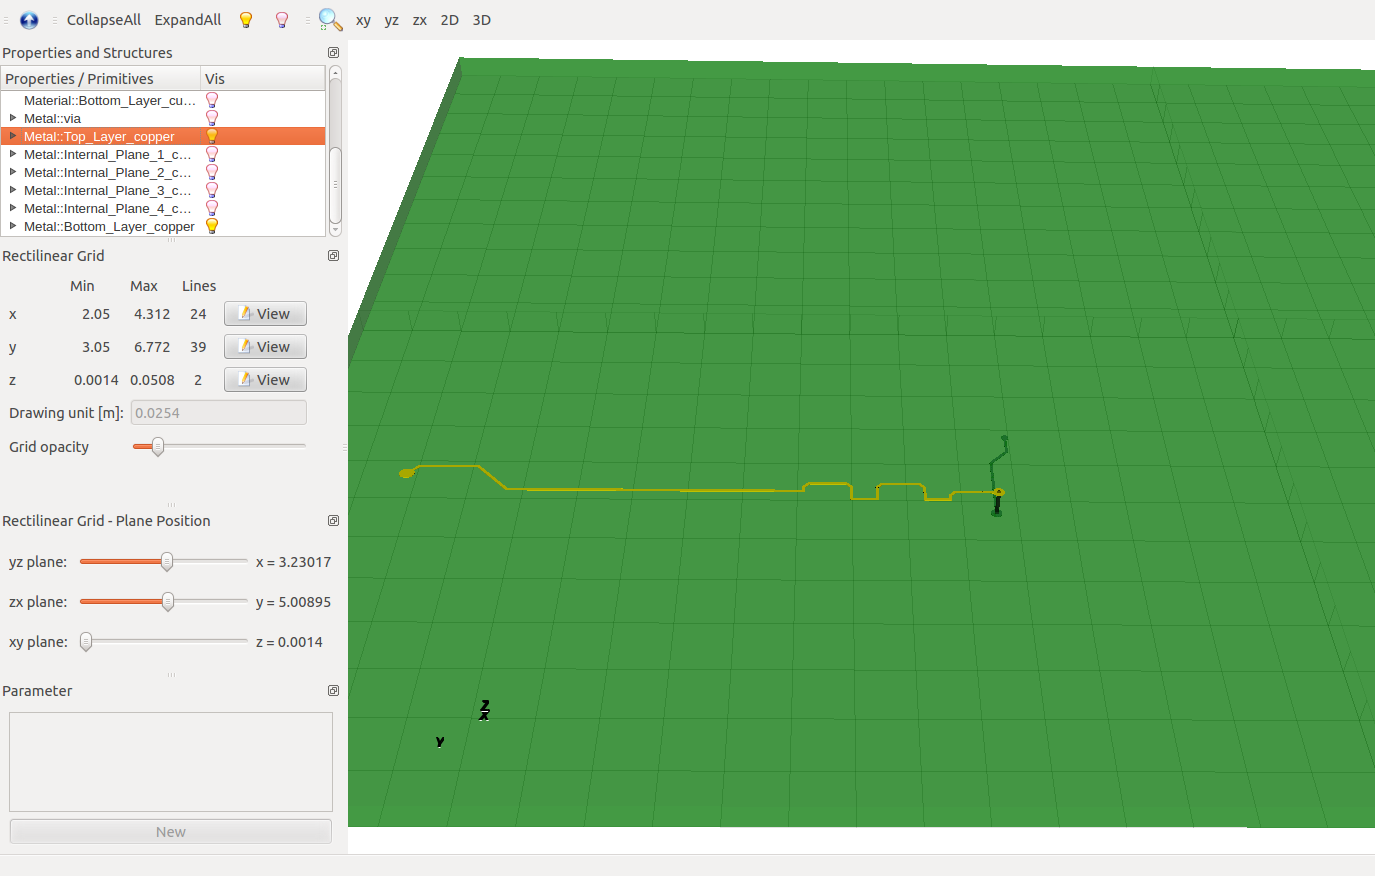 CollapseAll ExpandAll xy yz zx 2D 3D
Properties and Structures
Properties / Primitives Vis
Material::Bottom_Layer_cu...
Metal::via
Metal::Top_Layer_copper
Metal::Internal_Plane_1_c...
Metal::Internal_Plane_2_c...
Metal::Internal_Plane_3_c...
Metal::Internal_Plane_4_c...
Metal::Bottom_Layer_copper
Rectilinear Grid
Min Max Lines
x 2.05 4.312 24 View
y 3.05 6.772 39 View
z 0.0014 0.0508 2 View
Drawing unit [m]: 0.0254
Grid opacity
Rectilinear Grid - Plane Position
yz plane: x = 3.23017
zx plane: y = 5.00895
xy plane: z = 0.0014
Parameter
New
Z
X
Y